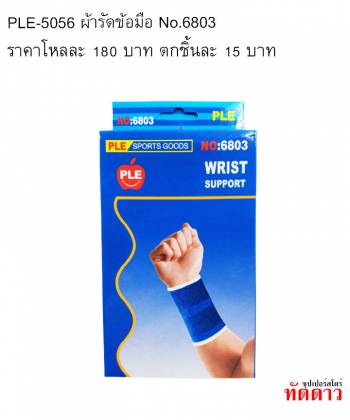 PLE-5056 ผ้ารัดข้อมือ No.6803
ราคาโหลละ 180 บาท ตกชิ้นละ 15 บาท
NO:6803 PLE
PLE SPORTS GOODS NO:6803
PLE
WRIST
SUPPORT
ซุปเปอร์สโตร์
ทัดดาว